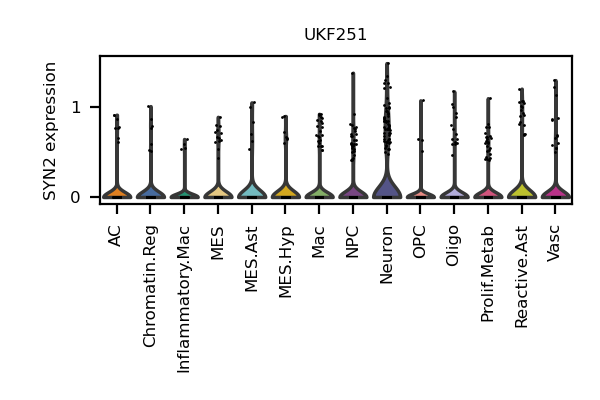 UKF251
SYN2 expression
1
0
AC
Chromatin.Reg
Inflammatory.Mac
MES
MES.Ast
MES.Hyp
Mac
NPC
Neuron
OPC
Oligo
Prolif.Metab
Reactive.Ast
Vasc